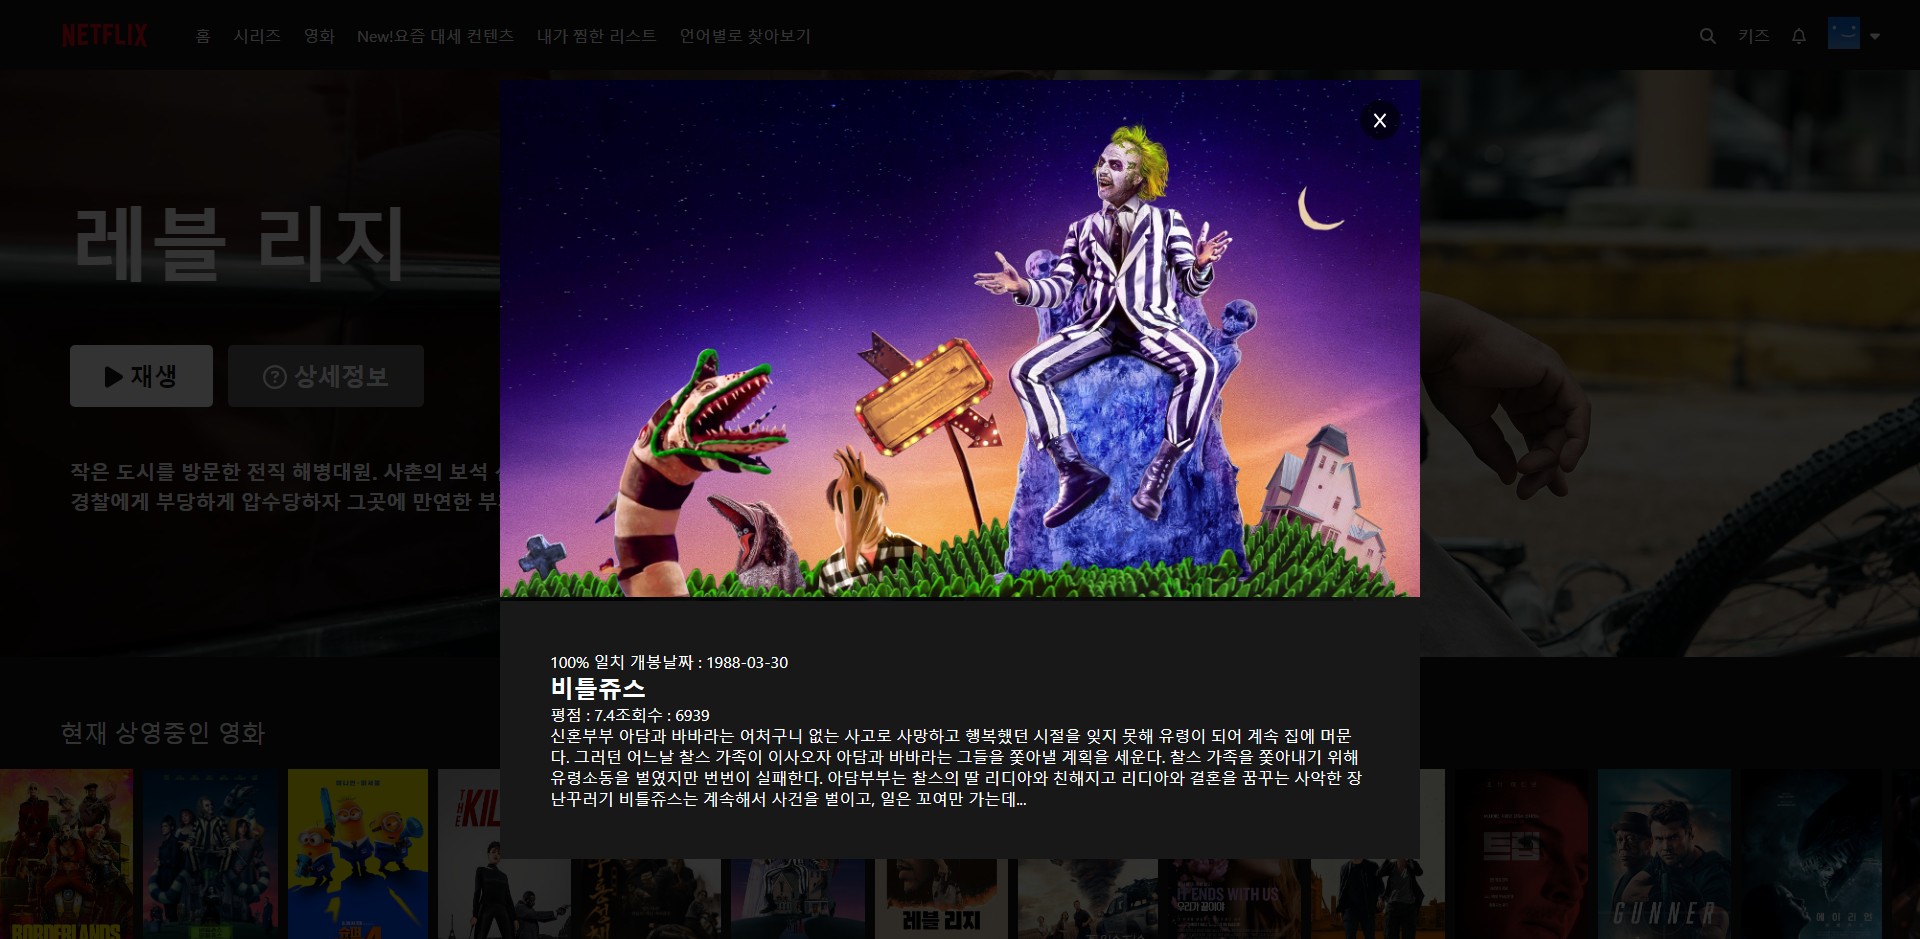 NETFLIX
홈 시리즈 영화 New!요즘 대세 컨텐츠 내가 찜한 리스트 언어별로 찾아보기
키즈
X
레블 리지
재생
상세정보
작은 도시를 방문한 전직 해병대원. 사촌의 보석
경찰에게 부당하게 압수당하자 그곳에 만연한
100% 일치 개봉날짜 : 1988-03-30
비틀쥬스
평점 : 7.4조회수 : 6939
신혼부부 아담과 바바라는 어처구니 없는 사고로 사망하고 행복했던 시절을 잊지 못해 유령이 되어 계속 집에 머문
다. 그러던 어느날 찰스 가족이 이사오자 아담과 바바라는 그들을 쫓아낼 계획을 세운다. 찰스 가족을 쫓아내기 위해
유령소동을 벌였지만 번번이 실패한다. 아담부부는 찰스의 딸 리디아와 친해지고 리디아와 결혼을 꿈꾸는 사악한 장
난꾸러기 비틀쥬스는 계속해서 사건을 벌이고, 일은 꼬여만 가는데...
현재 상영중인 영화
BORDERLANDS
THE
레블 리지
IT ENDS WITH US
우리가 끝이야
트랩
GUNNER
에이리언